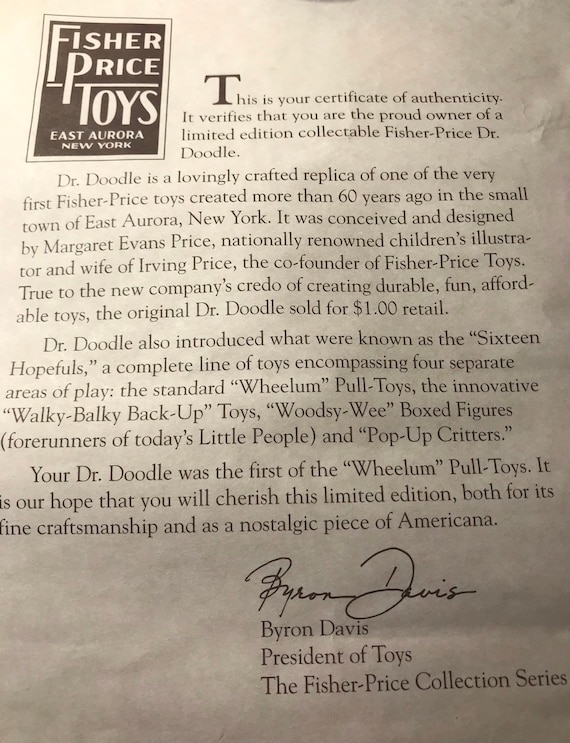 FISHER
PRICE
TOYS
EAST AURORA
NEW YORK
This is your certificate of authenticity.
It verifies that you are the proud owner of a
limited edition collectable Fisher-Price Dr.
Doodle.
Dr. Doodle is a lovingly crafted replica of one of the very
first Fisher-Price toys created more than 60 years ago in the small
town of East Aurora, New York. It was conceived and designed
by Margaret Evans Price, nationally renowned children's illustra-
tor and wife of Irving Price, the co-founder of Fisher-Price Toys.
True to the new company's credo of creating durable, fun, afford-
able toys, the original Dr. Doodle sold for $1.00 retail.
Dr. Doodle also introduced what were known as the "Sixteen
Hopefuls," a complete line of toys encompassing four separate
areas of play: the standard "Wheelum" Pull-Toys, the innovative
"Walky-Balky Back-Up" Toys, "Woodsy-Wee" Boxed Figures
(forerunners of today's Little People) and "Pop-Up Critters."
Your Dr. Doodle was the first of the "Wheelum" Pull-Toys. It
is our hope that you will cherish this limited edition, both for its
fine craftsmanship and as a nostalgic piece of Americana.
Byron Davis
Byron Davis
President of Toys
The Fisher-Price Collection Series